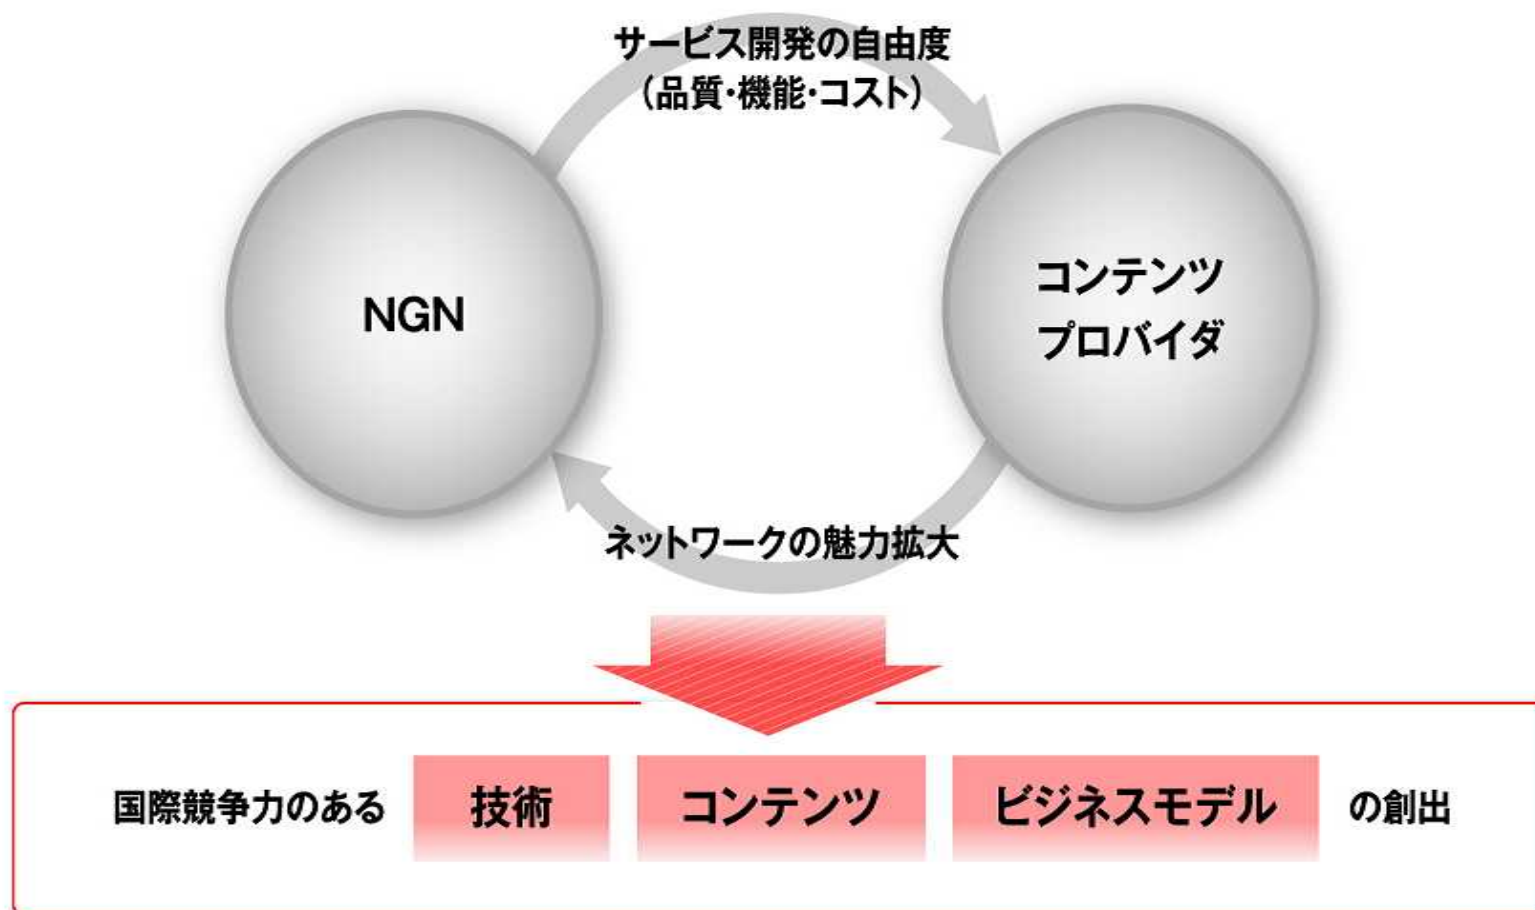 サービス開発の自由度
（品質・機能・コスト）
NGN
コンテンツ
プロバイダ
ネットワークの魅力拡大
国際競争力のある 技術 コンテンツ ビジネスモデル の創出